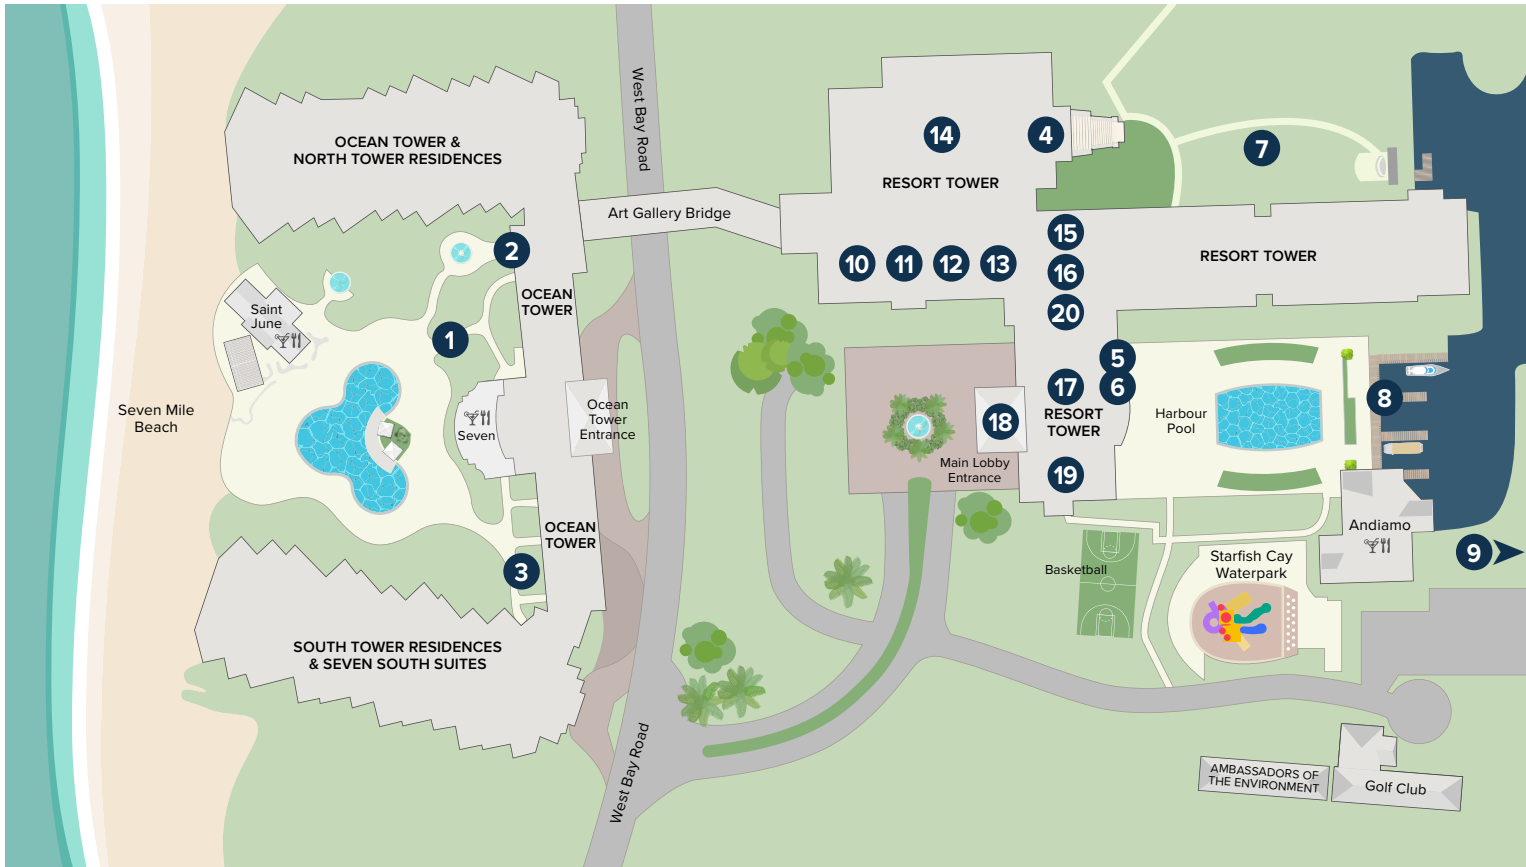 OCEAN TOWER &
NORTH TOWER RESIDENCES
West Bay Road
14
4
7
RESORT TOWER
Art Gallery Bridge
2
15
10
11
12
13
16
RESORT TOWER
OCEAN
TOWER
20
Saint
June
1
5
17
6
8
Seven Mile
Beach
Seven
Ocean
Tower
Entrance
18
RESORT
TOWER
Harbour
Pool
Main Lobby
Entrance
19
OCEAN
TOWER
Andiamo
9
3
Basketball
Starfish Cay
Waterpark
SOUTH TOWER RESIDENCES
& SEVEN SOUTH SUITES
West Bay Road
AMBASSADORS OF
THE ENVIRONMENT
Golf Club